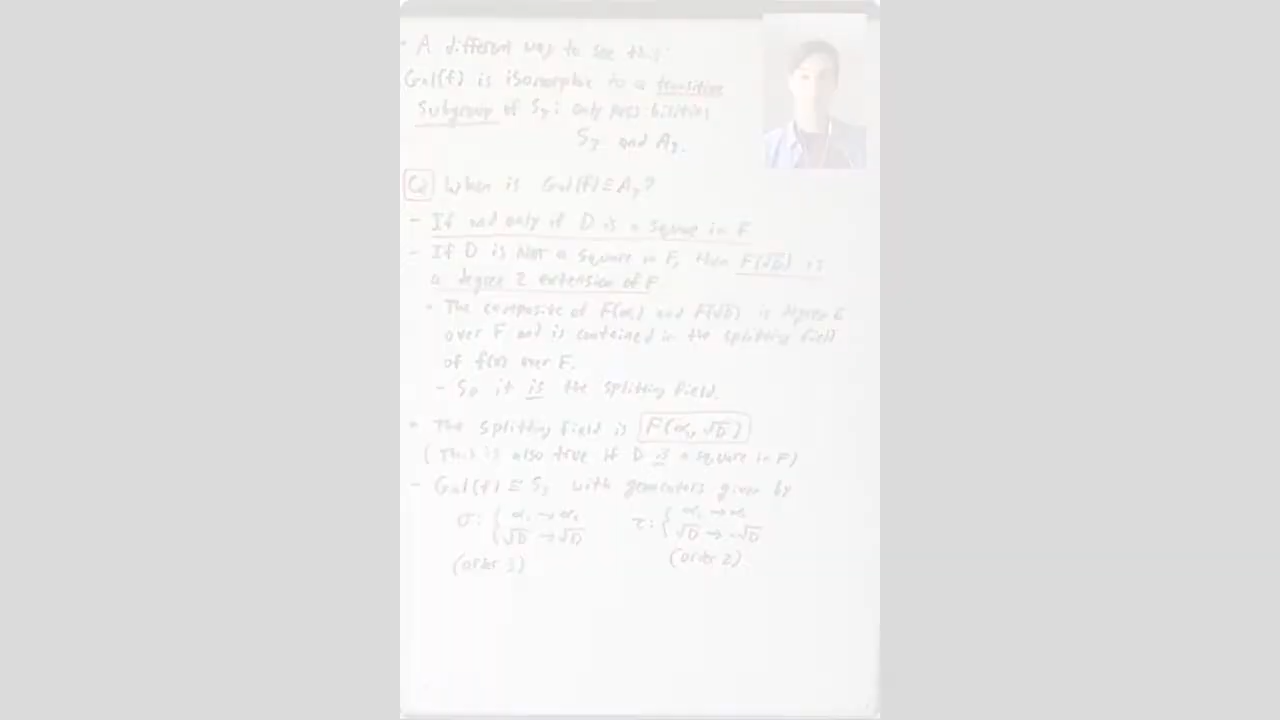 • A different way to see this:
Gal(f) is isomorphic to a transitive
subgroup of S₃: only possibilities
S₃ and A₃.
Q When is Gal(f) ≅ A₃?
- If and only if D is a square in F
- If D is NOT a square in F, then F(√D) is
a degree 2 extension of F
• The composite of F(α₁) and F(√D) is degree 6
over F and is contained in the splitting field
of f(x) over F.
- So it is the splitting field.
• The splitting field is F(α₁, √D)
(This is also true if D is a square in F)
- Gal(f) ≅ S₃ with generators given by
σ: { α₁ → α₂ τ: { α₁ → α₁
√D → √D √D → -√D
(order 3) (order 2)